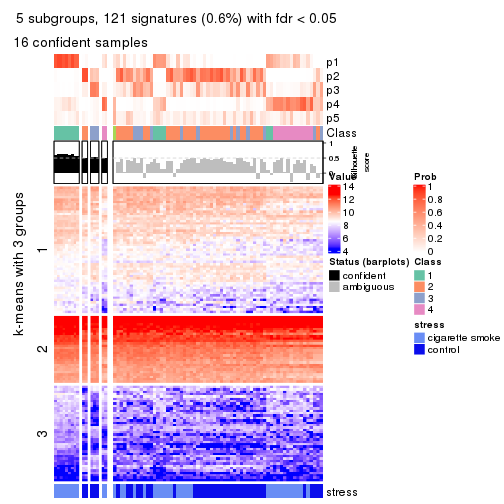 5 subgroups, 121 signatures (0.6%) with fdr < 0.05
16 confident samples
p1
p2
p3
p4
p5
Class
1
0.5
0
Silhouette
score
k-means with 3 groups
1
2
3
stress
Value
14
12
10
8
6
4
Prob
1
0.8
0.6
0.4
0.2
0
Status (barplots)
confident
ambiguous
Class
1
2
3
4
stress
cigarette smoke
control